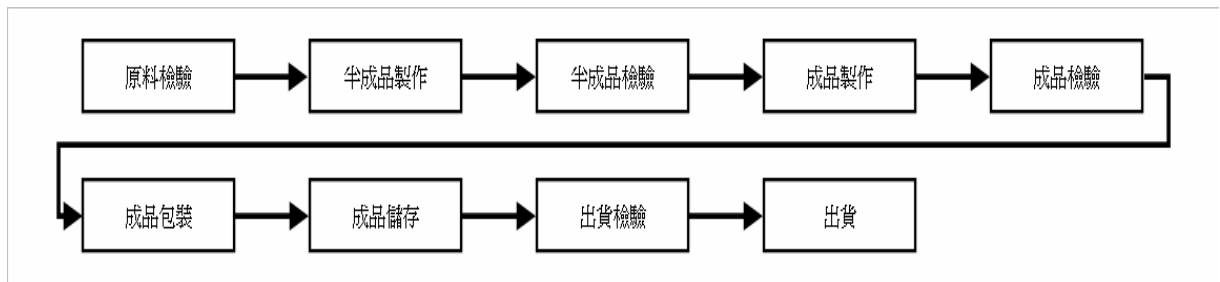 原料檢驗
半成品製作
半成品檢驗
成品製作
成品檢驗
成品包裝
成品儲存
出貨檢驗
出貨